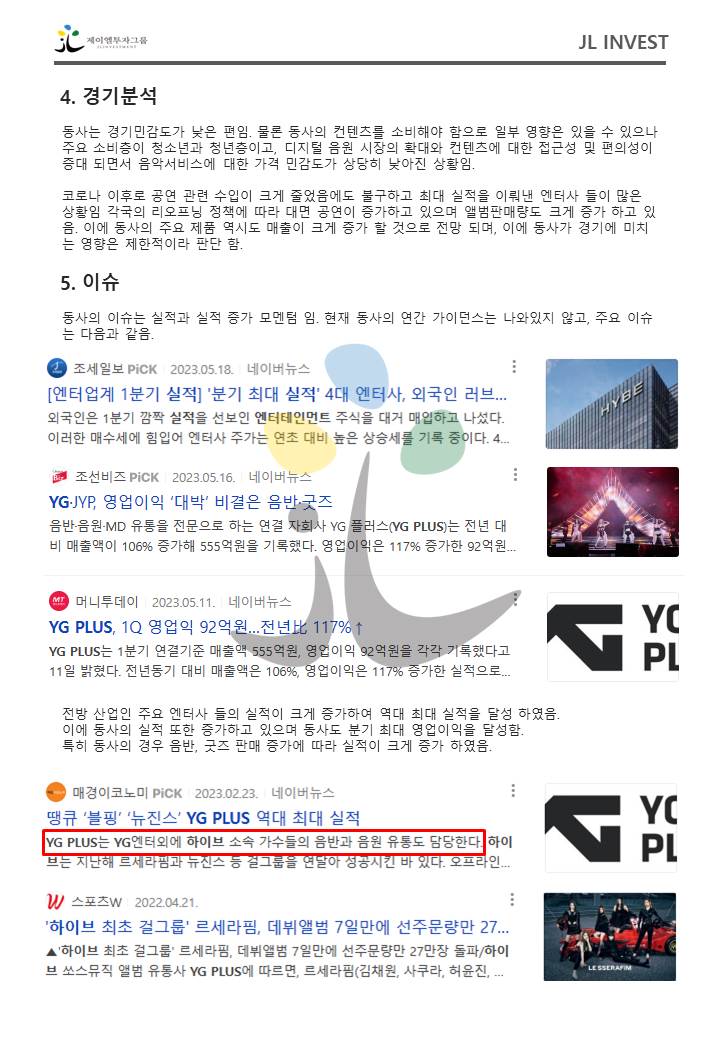 제이엘투자그룹
JL INVESTMENT
JL INVEST
4. 경기분석
동사는 경기민감도가 낮은 편임. 물론 동사의 컨텐츠를 소비해야 함으로 일부 영향은 있을 수 있으나
주요 소비층이 청소년과 청년층이고, 디지털 음원 시장의 확대와 컨텐츠에 대한 접근성 및 편의성이
증대 되면서 음악서비스에 대한 가격 민감도가 상당히 낮아진 상황임.
코로나 이후로 공연 관련 수입이 크게 줄었음에도 불구하고 최대 실적을 이뤄낸 엔터사 들이 많은
상황임 각국의 리오프닝 정책에 따라 대면 공연이 증가하고 있으며 앨범판매량도 크게 증가 하고 있
음. 이에 동사의 주요 제품 역시도 매출이 크게 증가 할 것으로 전망 되며, 이에 동사가 경기에 미치
는 영향은 제한적이라 판단 함.
5. 이슈
동사의 이슈는 실적과 실적 증가 모멘텀 임. 현재 동사의 연간 가이던스는 나와있지 않고, 주요 이슈
는 다음과 같음.
조세일보 PiCK 2023.05.18. 네이버뉴스
[엔터업계 1분기 실적] '분기 최대 실적' 4대 엔터사, 외국인 러브...
외국인은 1분기 깜짝 실적을 선보인 엔터테인먼트 주식을 대거 매입하고 나섰다.
이러한 매수세에 힘입어 엔터사 주가는 연초 대비 높은 상승세를 기록 중이다. 4...
HYBE
조선비즈 PiCK 2023.05.16. 네이버뉴스
YG·JYP, 영업이익 ‘대박’ 비결은 음반·굿즈
음반·음원·MD 유통을 전문으로 하는 연결 자회사 YG 플러스(YG PLUS)는 전년 대
비 매출액이 106% 증가해 555억원을 기록했다. 영업이익은 117% 증가한 92억원...
MT 머니투데이 2023.05.11. 네이버뉴스
YG PLUS, 1Q 영업익 92억원...전년比 117%↑
YG PLUS는 1분기 연결기준 매출액 555억원, 영업이익 92억원을 각각 기록했다고
11일 밝혔다. 전년동기 대비 매출액은 106%, 영업이익은 117% 증가한 실적으로...
YG
PL
전방 산업인 주요 엔터사 들의 실적이 크게 증가하여 역대 최대 실적을 달성 하였음.
이에 동사의 실적 또한 증가하고 있으며 동사도 분기 최대 영업이익을 달성함.
특히 동사의 경우 음반, 굿즈 판매 증가에 따라 실적이 크게 증가 하였음.
매경이코노미 PiCK 2023.02.23. 네이버뉴스
땡큐 ‘블핑’ ‘뉴진스’ YG PLUS 역대 최대 실적
YG PLUS는 YG엔터외에 하이브 소속 가수들의 음반과 음원 유통도 담당한다. 하이
브는 지난해 르세라핌과 뉴진스 등 걸그룹을 연달아 성공시킨 바 있다. 오프라인...
YG
PL
W 스포츠W 2022.04.21.
'하이브 최초 걸그룹' 르세라핌, 데뷔앨범 7일만에 선주문량만 27...
▲'하이브 최초 걸그룹' 르세라핌, 데뷔앨범 7일만에 선주문량만 27만장 돌파/하이
브 쏘스뮤직 앨범 유통사 YG PLUS에 따르면, 르세라핌(김채원, 사쿠라, 허윤진, ...
LE SSERAFIM